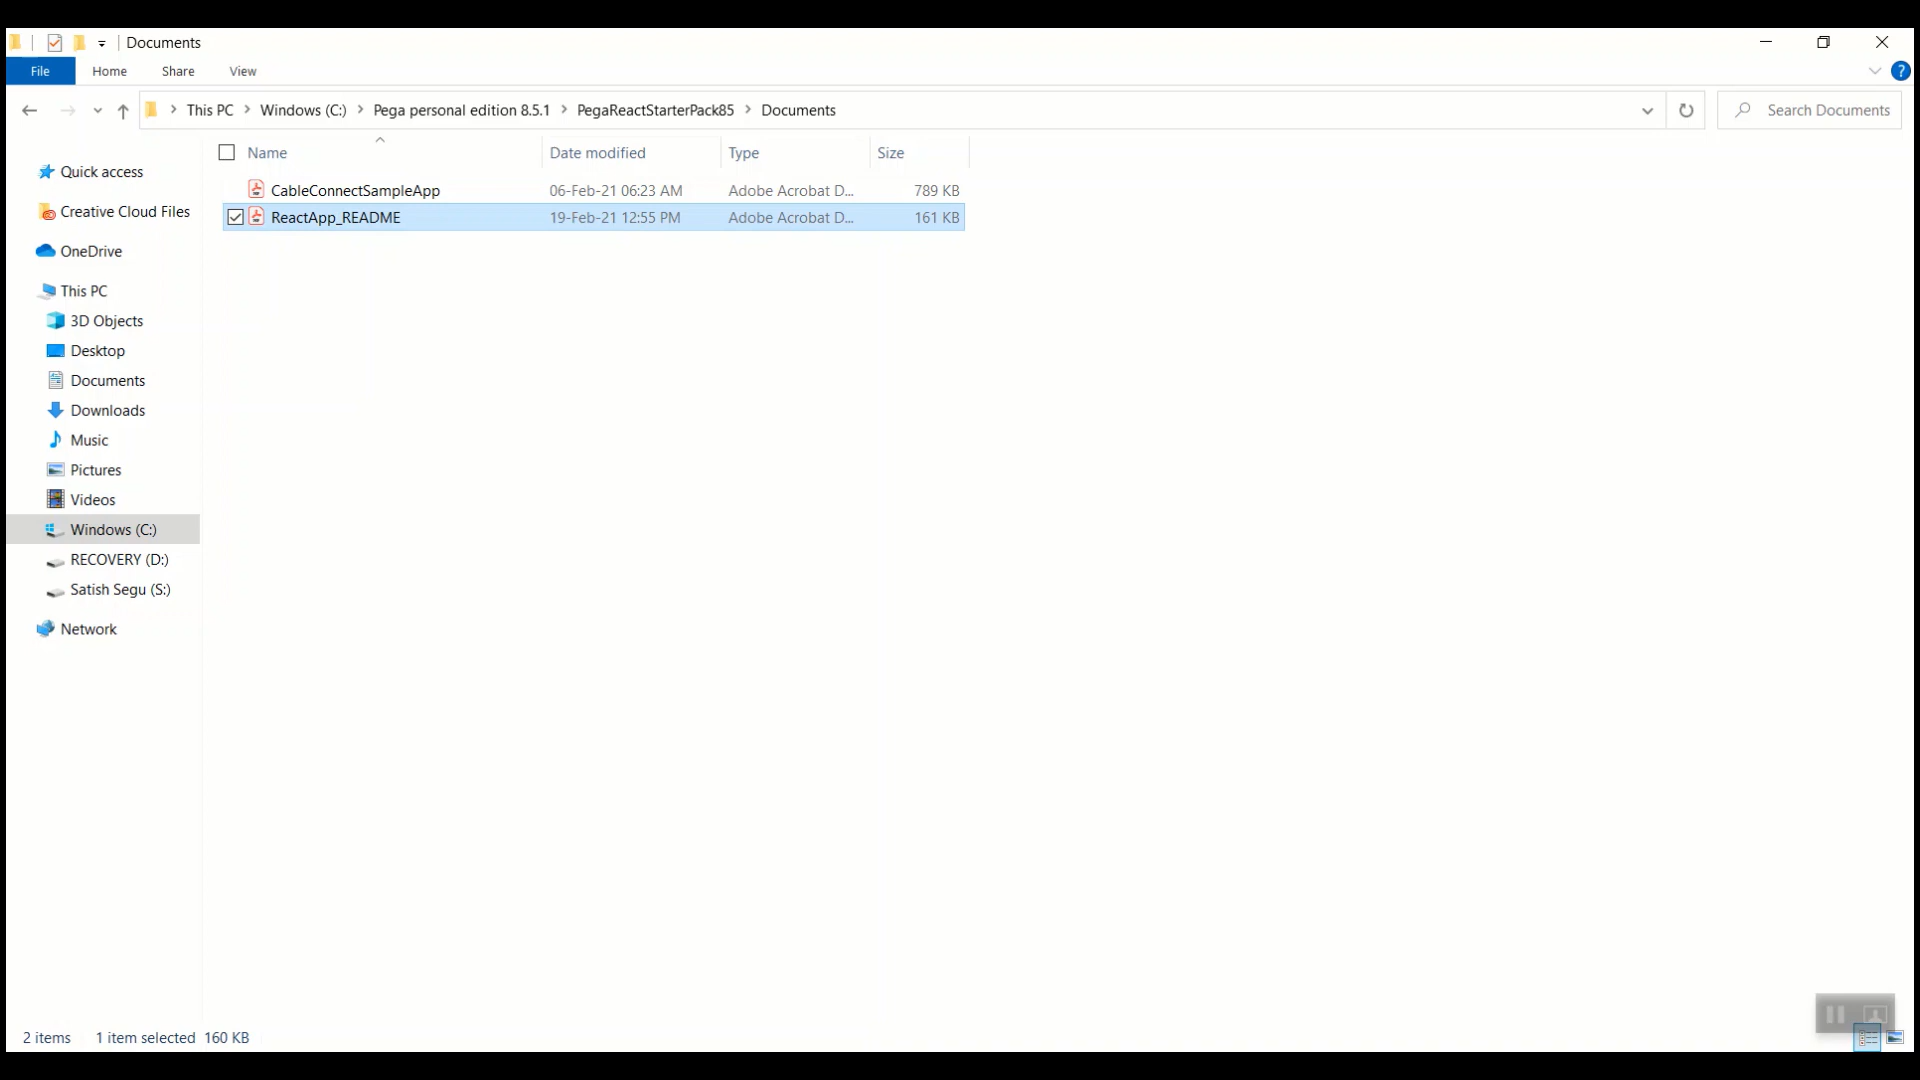 Documents
File Home Share View ?
This PC Windows (C:) Pega personal edition 8.5.1 PegaReactStarterPack85 Documents Search Documents
Name Date modified Type Size
CableConnectSampleApp 06-Feb-21 06:23 AM Adobe Acrobat D... 789 KB
ReactApp_README 19-Feb-21 12:55 PM Adobe Acrobat D... 161 KB
Quick access
Creative Cloud Files
OneDrive
This PC
3D Objects
Desktop
Documents
Downloads
Music
Pictures
Videos
Windows (C:)
RECOVERY (D:)
Satish Segu (S:)
Network
2 items 1 item selected 160 KB